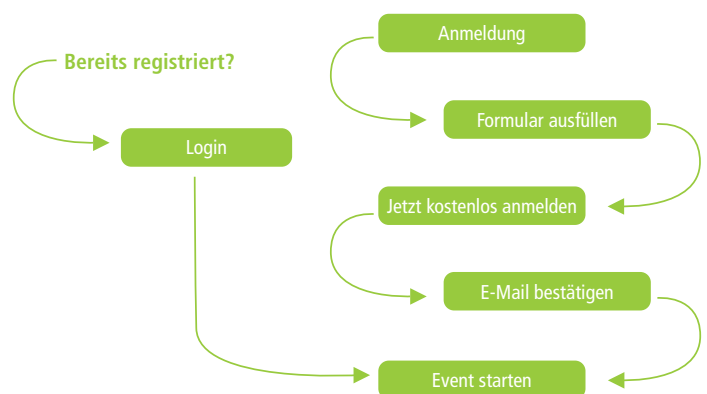 Bereits registriert?
Login
Anmeldung
Formular ausfüllen
Jetzt kostenlos anmelden
E-Mail bestätigen
Event starten